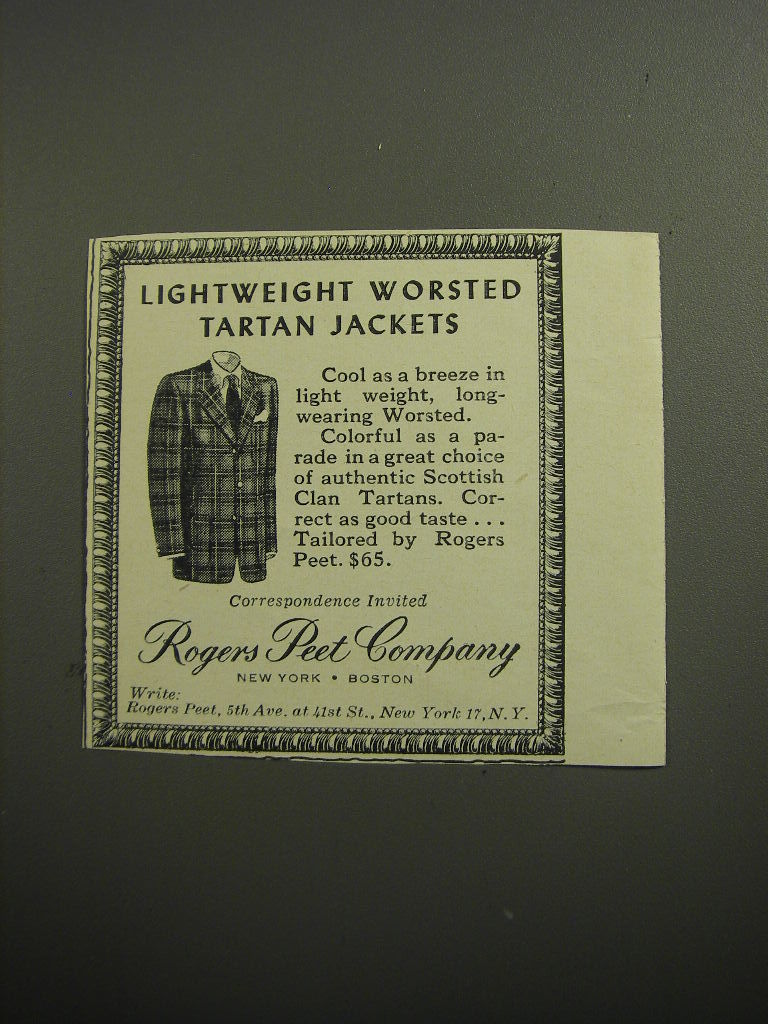 LIGHTWEIGHT WORSTED
TARTAN JACKETS
Cool as a breeze in
light weight, long-
wearing Worsted.
Colorful as a pa-
rade in a great choice
of authentic Scottish
Clan Tartans. Cor-
rect as good taste . . .
Tailored by Rogers
Peet. $65.
Correspondence Invited
Rogers Peet Company
NEW YORK • BOSTON
Write:
Rogers Peet, 5th Ave. at 41st St., New York 17, N. Y.